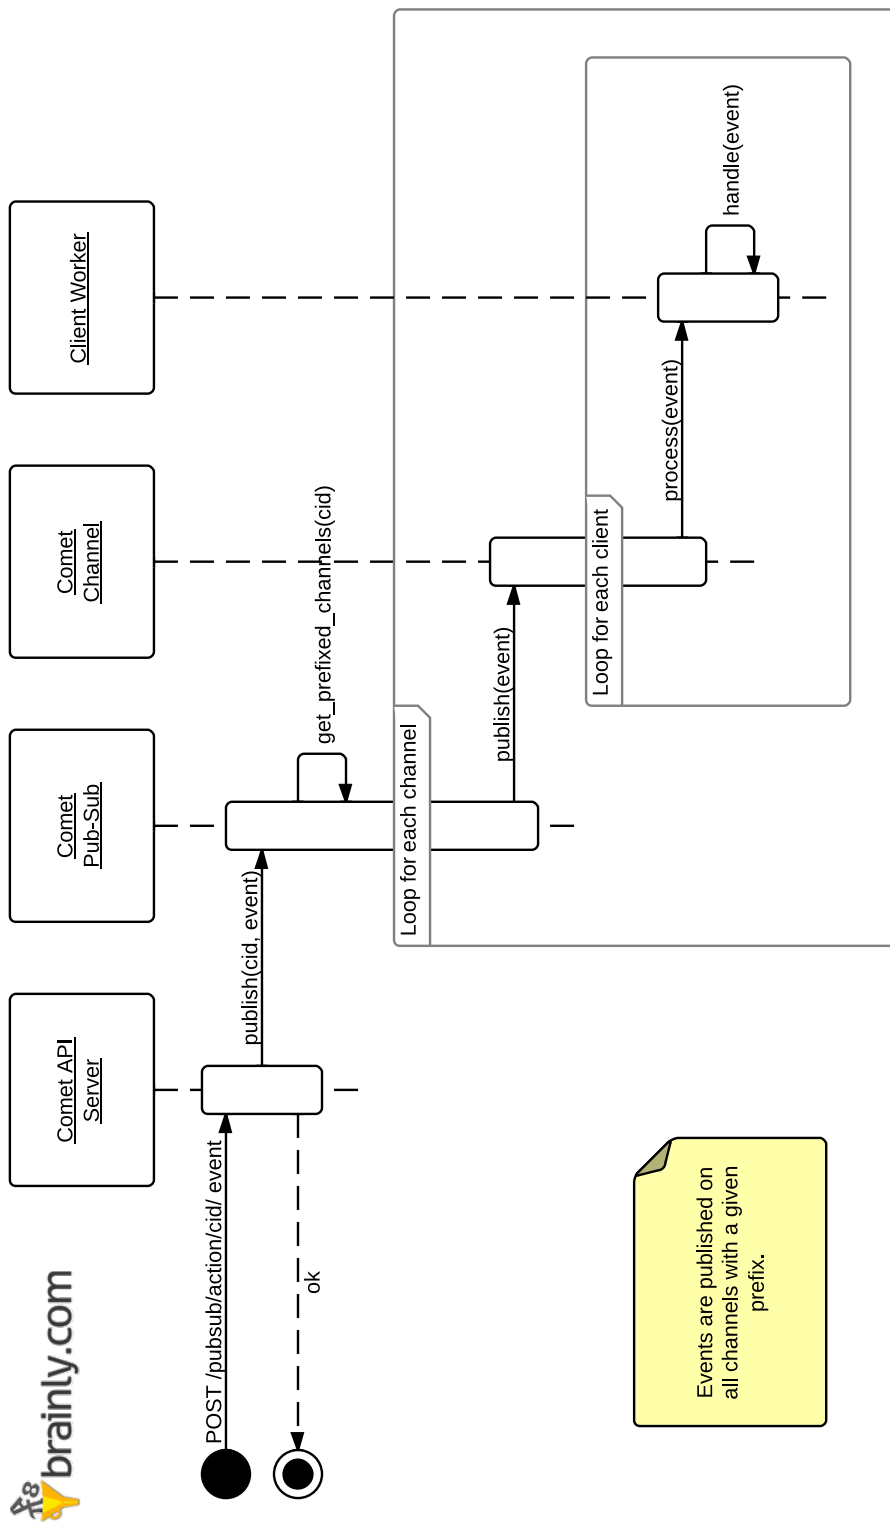 brainly.com
Comet API
Server
Comet
Pub-Sub
Comet
Channel
Client Worker
POST /pubsub/action/cid/ event
publish(cid, event)
ok
get_prefixed_channels(cid)
Loop for each channel
publish(event)
Loop for each client
process(event)
handle(event)
Events are published on
all channels with a given
prefix.